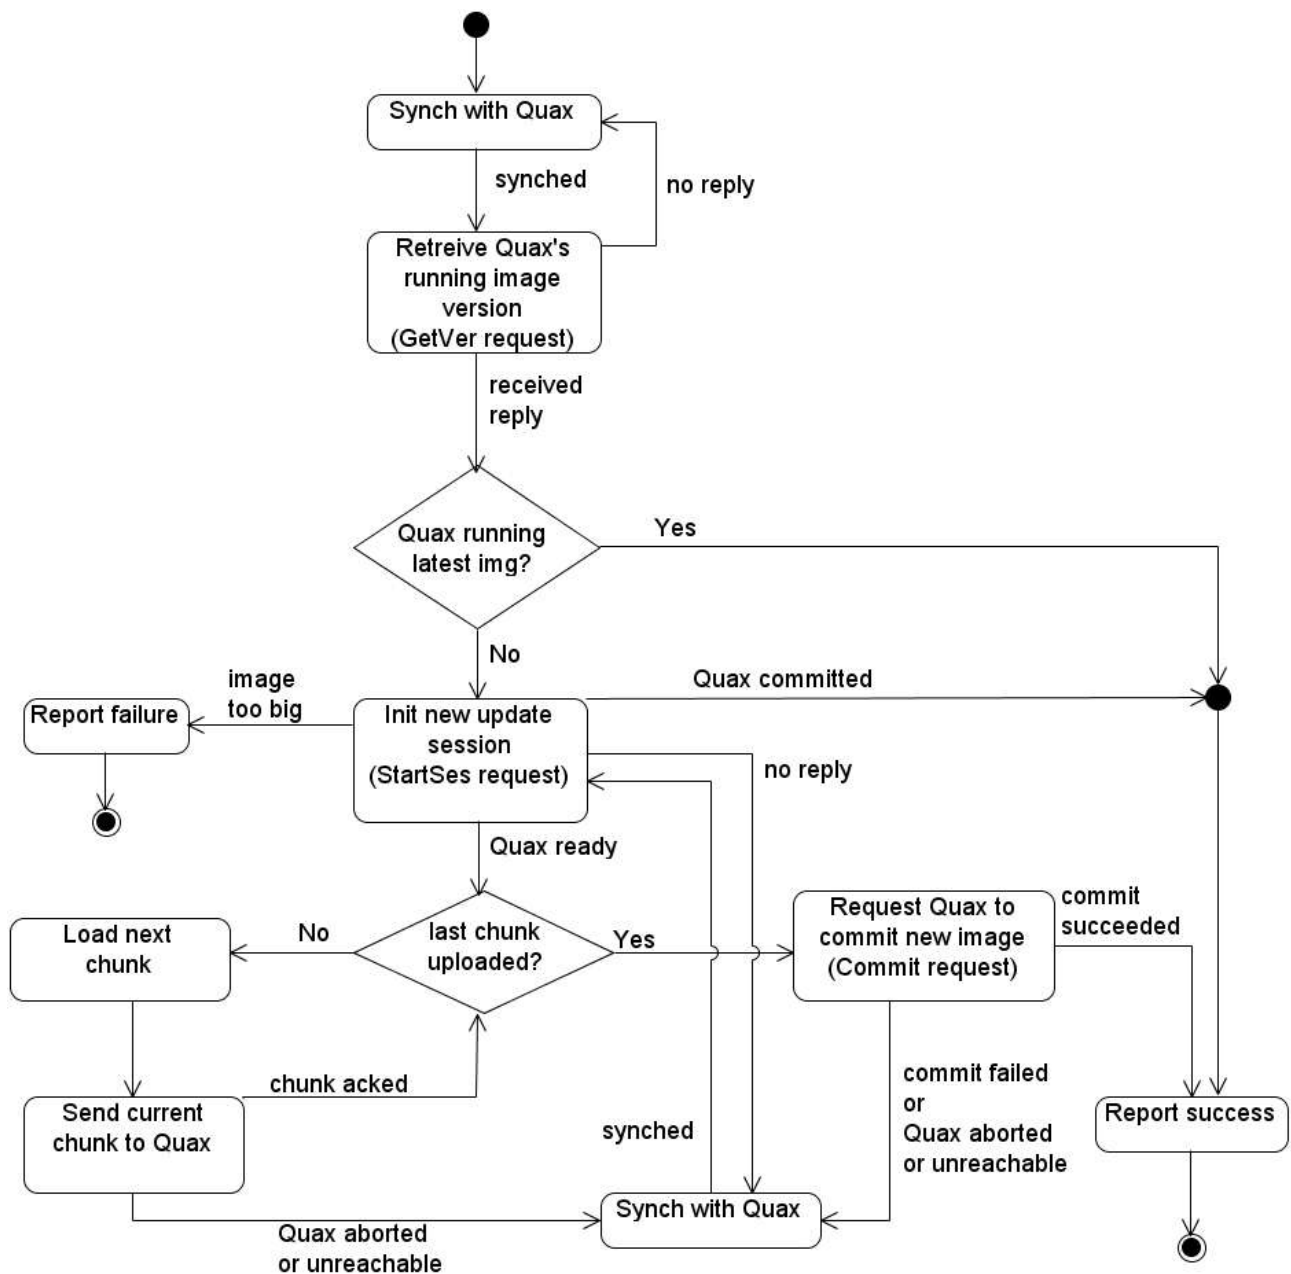 Synch with Quax
synched
no reply
Retreive Quax's
running image
version
(GetVer request)
received
reply
Quax running
latest img?
Yes
No
image
too big
Quax committed
Report failure
Init new update
session
(StartSes request)
no reply
Quax ready
Load next
chunk
No
last chunk
uploaded?
Yes
Request Quax to
commit new image
(Commit request)
commit
succeeded
chunk acked
Send current
chunk to Quax
synched
commit failed
or
Quax aborted
or unreachable
Report success
Synch with Quax
Quax aborted
or unreachable